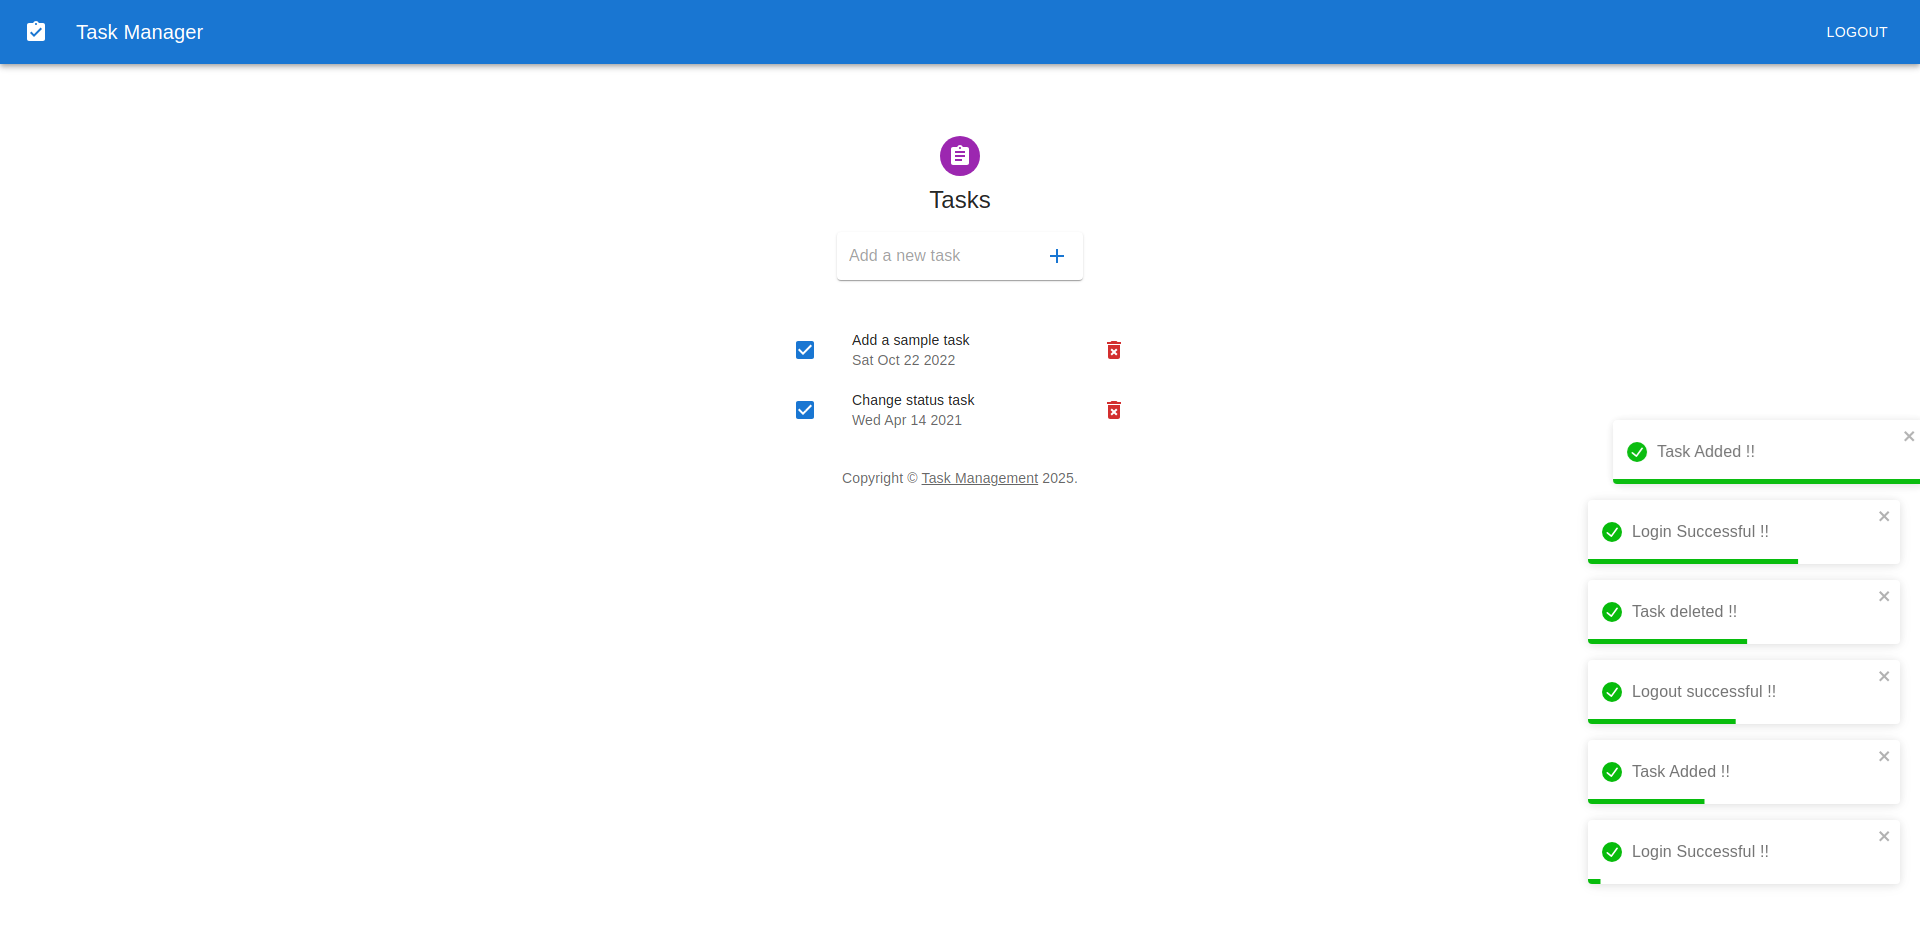 Task Manager
LOGOUT
Tasks
Add a new task
Add a sample task
Sat Oct 22 2022
Change status task
Wed Apr 14 2021
Copyright © Task Management 2025.
Task Added !!
Login Successful !!
Task deleted !!
Logout successful !!
Task Added !!
Login Successful !!